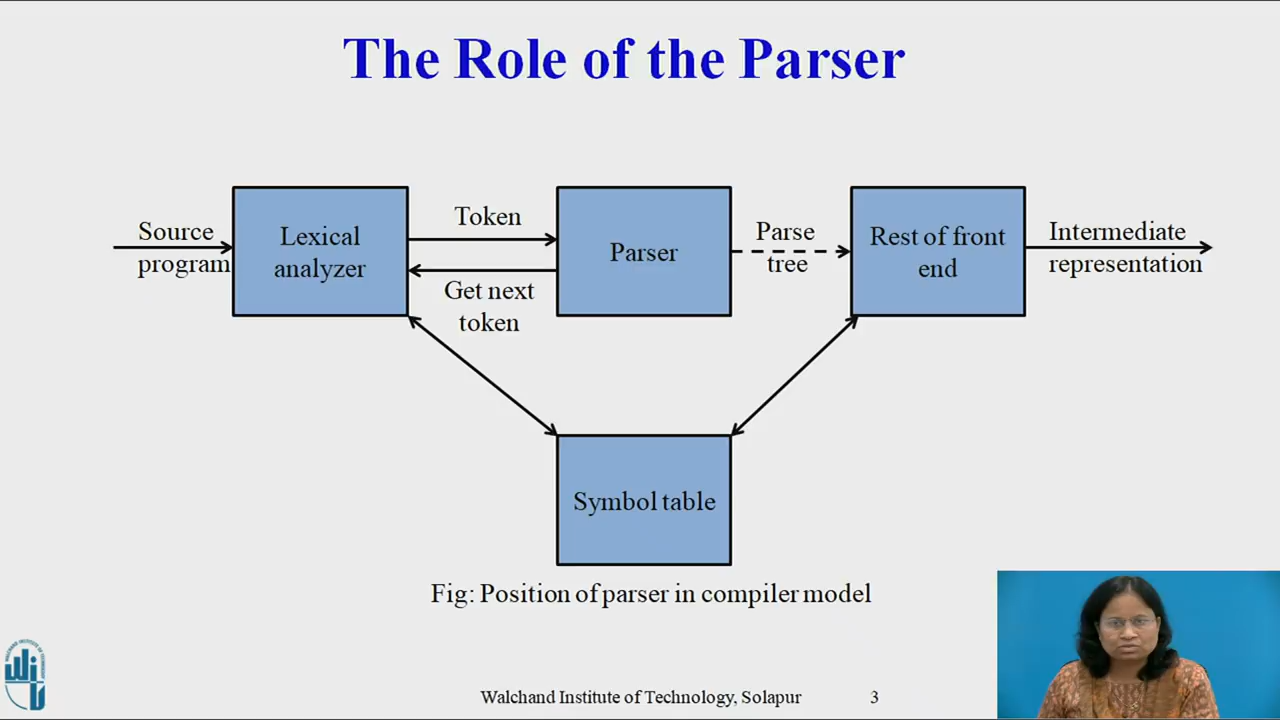 The Role of the Parser
Source
program
Lexical
analyzer
Token
Get next
token
Parser
Parse
tree
Rest of front
end
Intermediate
representation
Symbol table
Fig: Position of parser in compiler model
Walchand Institute of Technology, Solapur
3